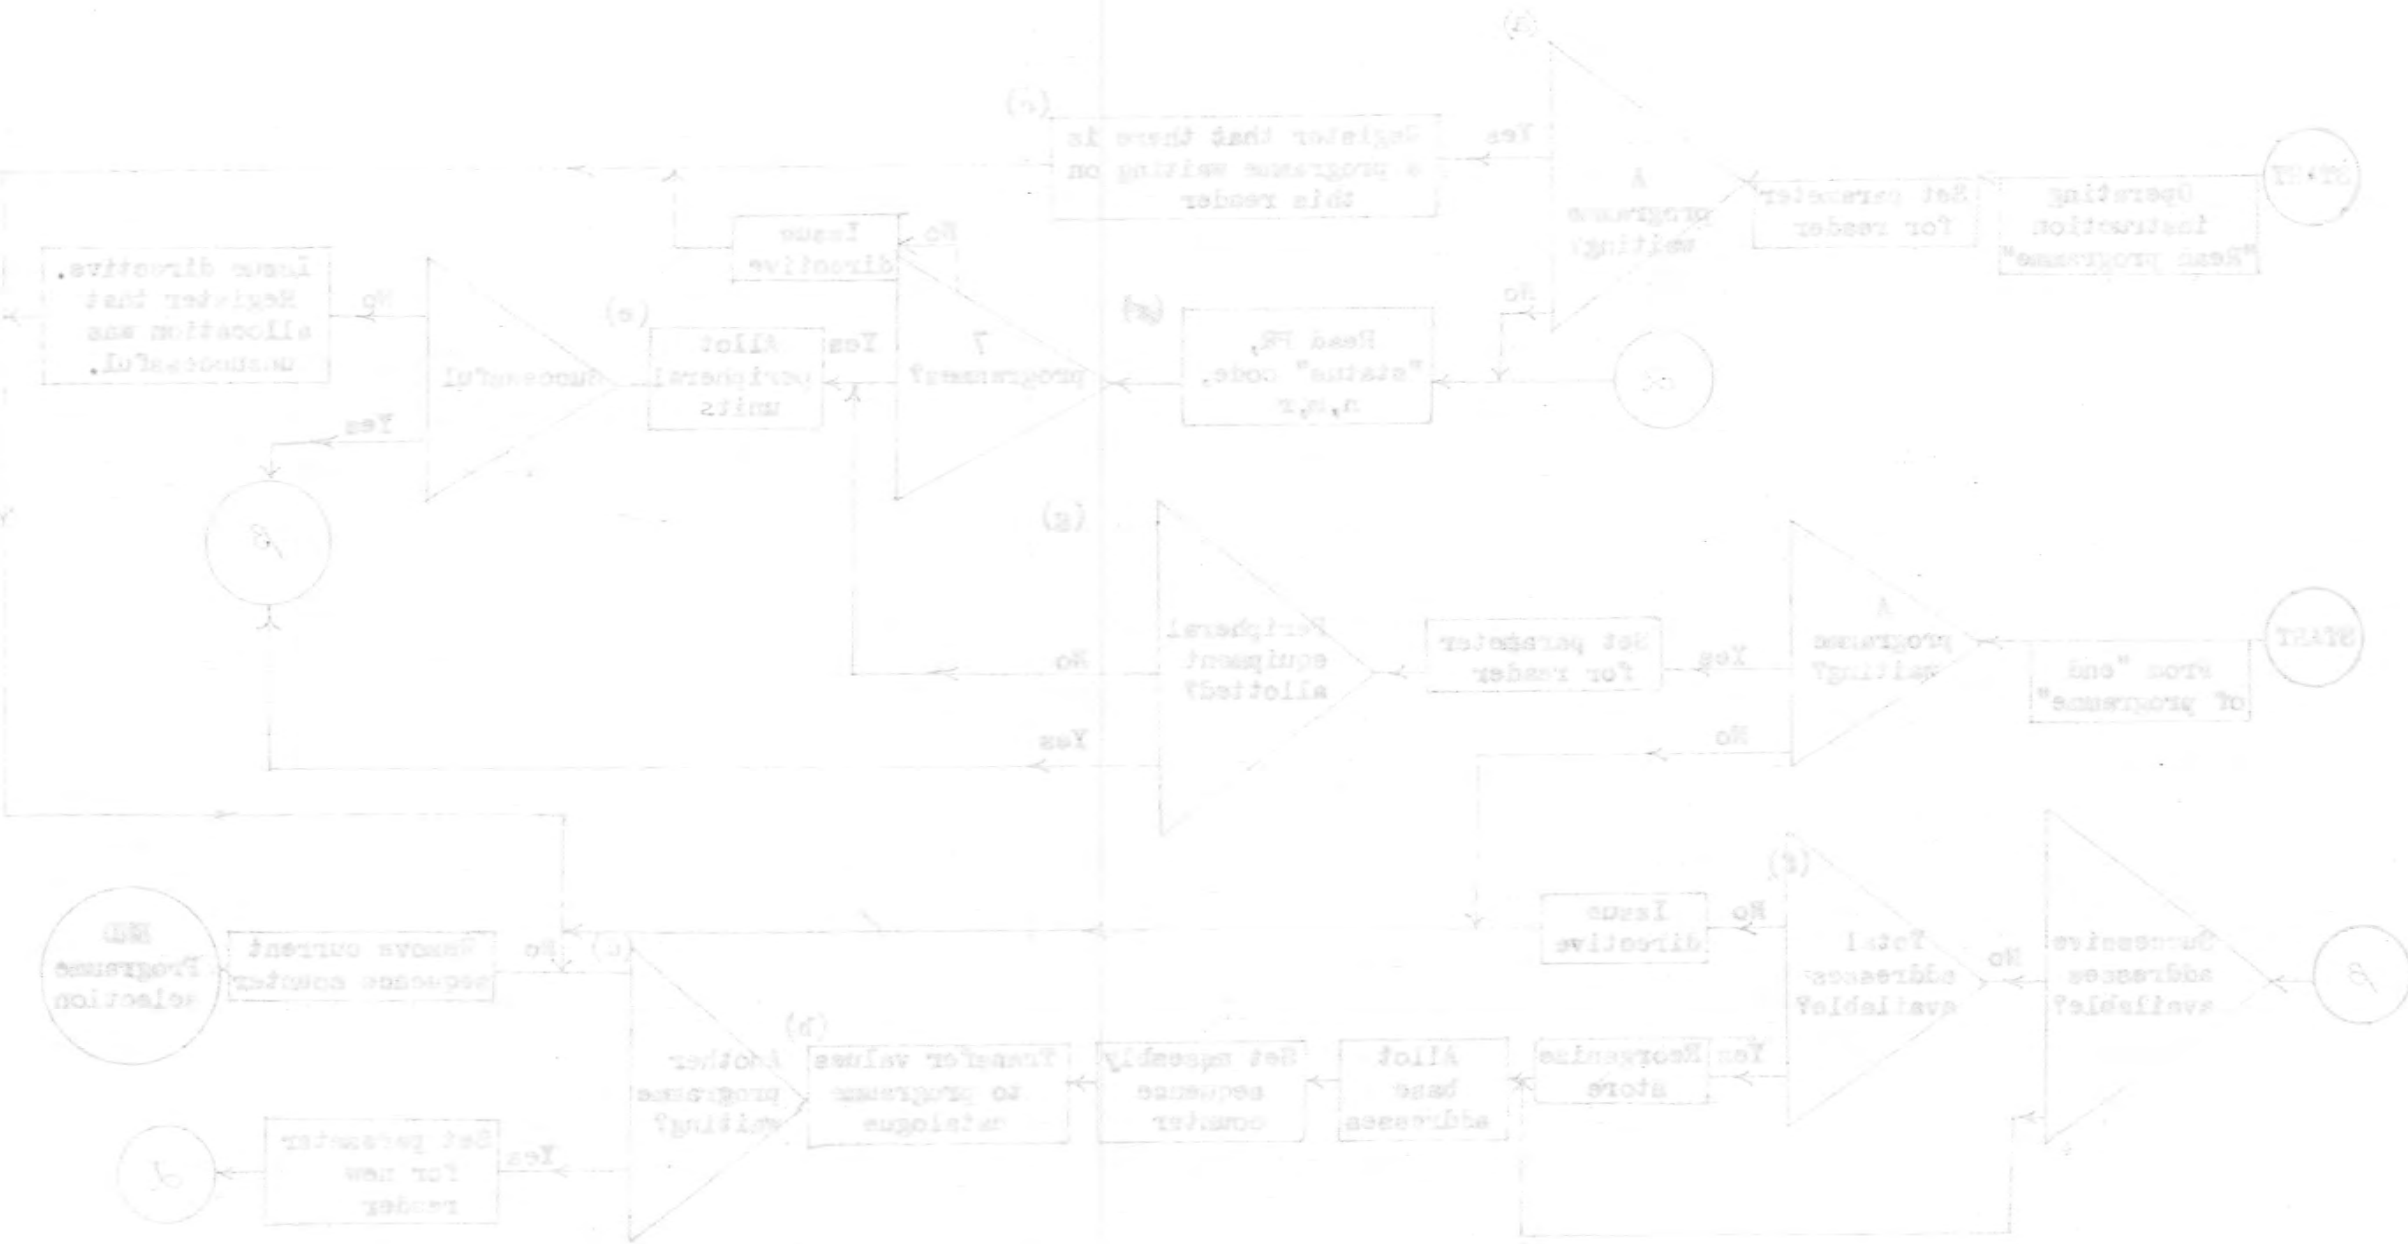 START
Operating
instruction
"Read programme"
Set parameter
for reader
(a)
A
programme
waiting?
Yes
Register that there is
a programme waiting on
this reader
(c)
No
α
Read PR,
"status" code,
n,m,r
7
programmes?
No
Issue
directive
Yes
Allot
peripheral
units
(e)
Successful
No
Issue directive.
Register that
allocation was
unsuccessful.
Yes
β
START
From "end
of programme"
A
programme
waiting?
Yes
Set parameter
for reader
Peripheral
equipment
allotted?
(g)
No
Yes
No
β
Successive
addresses
available?
No
Total
addresses
available?
(f)
No
Issue
directive
Yes
Reorganise
store
Allot
base
addresses
Set assembly
sequence
counter
Transfer values
to programme
catalogue
(b)
Another
programme
waiting?
(d)
No
Remove current
sequence counter
END
Programme
selection
Yes
Set parameter
for new
reader
α